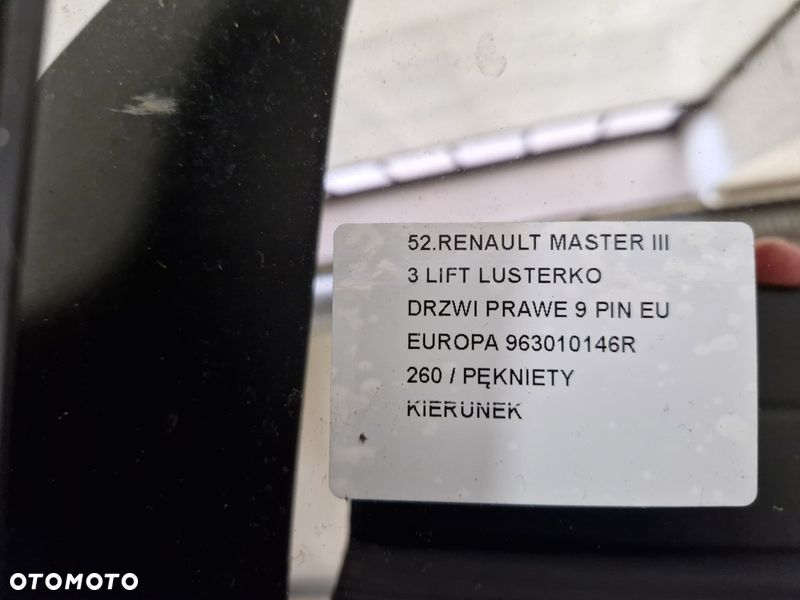 52.RENAULT MASTER III
3 LIFT LUSTERKO
DRZWI PRAWE 9 PIN EU
EUROPA 963010146R
260 / PĘKNIETY
KIERUNEK
OTOMOTO